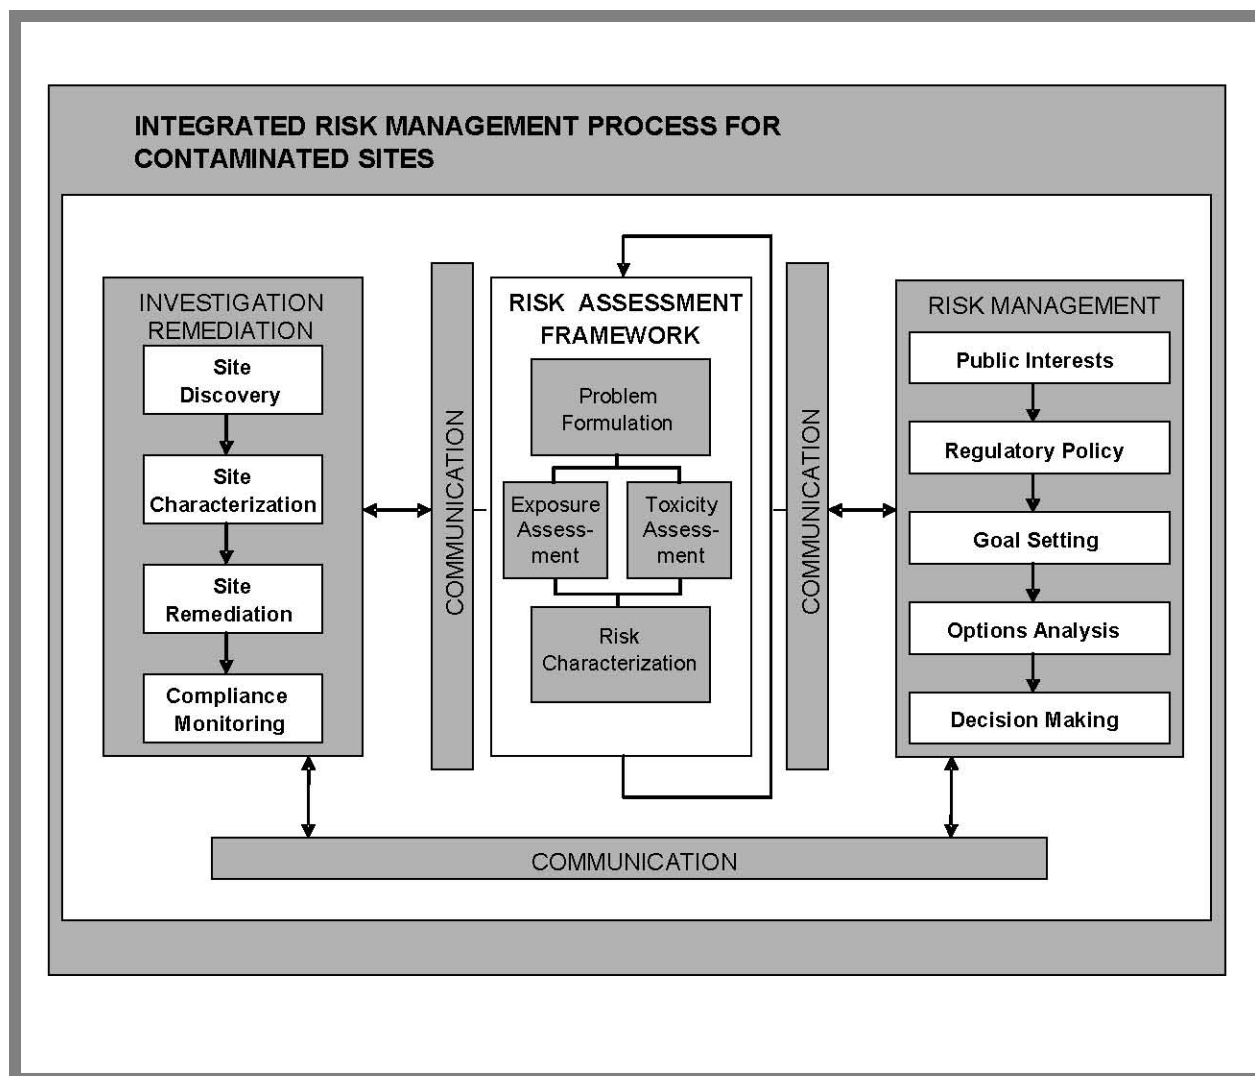 INTEGRATED RISK MANAGEMENT PROCESS FOR
CONTAMINATED SITES
INVESTIGATION
REMEDIATION
Site
Discovery
Site
Characterization
Site
Remediation
Compliance
Monitoring
COMMUNICATION
RISK ASSESSMENT
FRAMEWORK
Problem
Formulation
Exposure
Assess-
ment
Toxicity
Assess-
ment
Risk
Characterization
COMMUNICATION
RISK MANAGEMENT
Public Interests
Regulatory Policy
Goal Setting
Options Analysis
Decision Making
COMMUNICATION